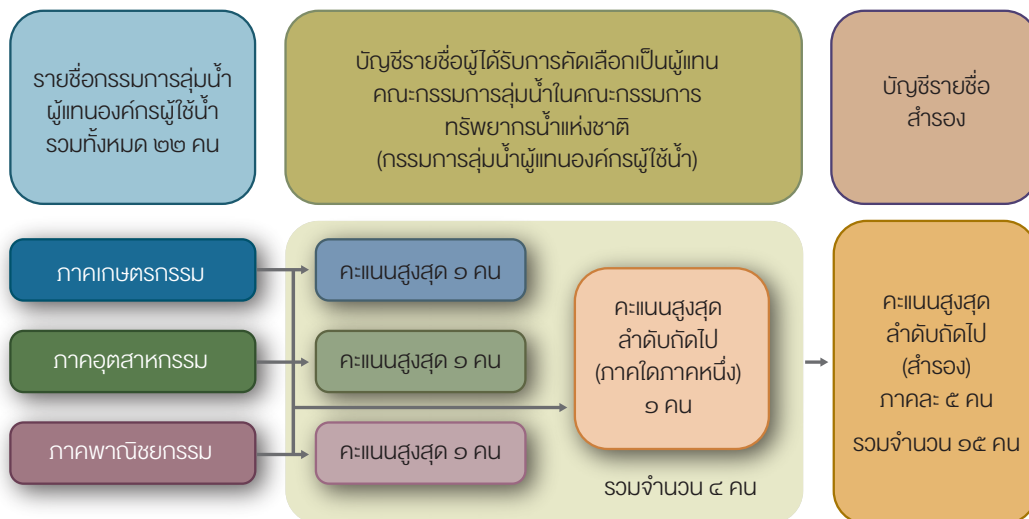 รายชื่อกรรมการลุ่มน้ำ
ผู้แทนองค์กรผู้ใช้น้ำ
รวมทั้งหมด ๒๒ คน
บัญชีรายชื่อผู้ได้รับการคัดเลือกเป็นผู้แทน
คณะกรรมการลุ่มน้ำในคณะกรรมการ
ทรัพยากรน้ำแห่งชาติ
(กรรมการลุ่มน้ำผู้แทนองค์กรผู้ใช้น้ำ)
บัญชีรายชื่อ
สำรอง
ภาคเกษตรกรรม
คะแนนสูงสุด ๑ คน
ภาคอุตสาหกรรม
คะแนนสูงสุด ๑ คน
ภาคพาณิชยกรรม
คะแนนสูงสุด ๑ คน
คะแนนสูงสุด
ลำดับถัดไป
(ภาคใดภาคหนึ่ง)
๑ คน
รวมจำนวน ๔ คน
คะแนนสูงสุด
ลำดับถัดไป
(สำรอง)
ภาคละ ๕ คน
รวมจำนวน ๑๕ คน